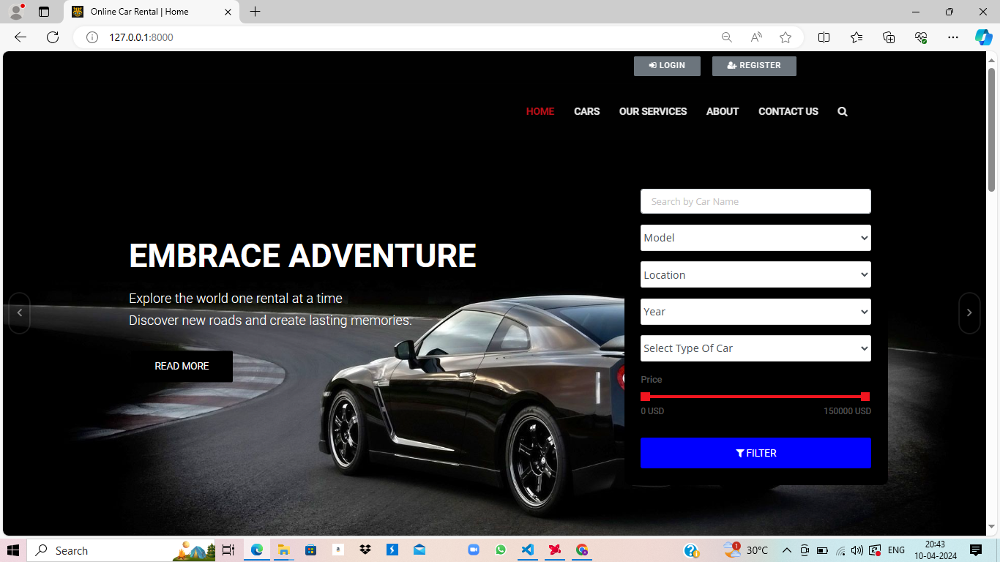 Online Car Rental | Home
127.0.0.1:8000
LOGIN
REGISTER
HOME
CARS
OUR SERVICES
ABOUT
CONTACT US
Search by Car Name
Model
EMBRACE ADVENTURE
Location
Explore the world one rental at a time
Year
Discover new roads and create lasting memories.
Select Type Of Car
READ MORE
Price
0 USD
150000 USD
FILTER
Search
1
30°C
ENG
20:43
10-04-2024